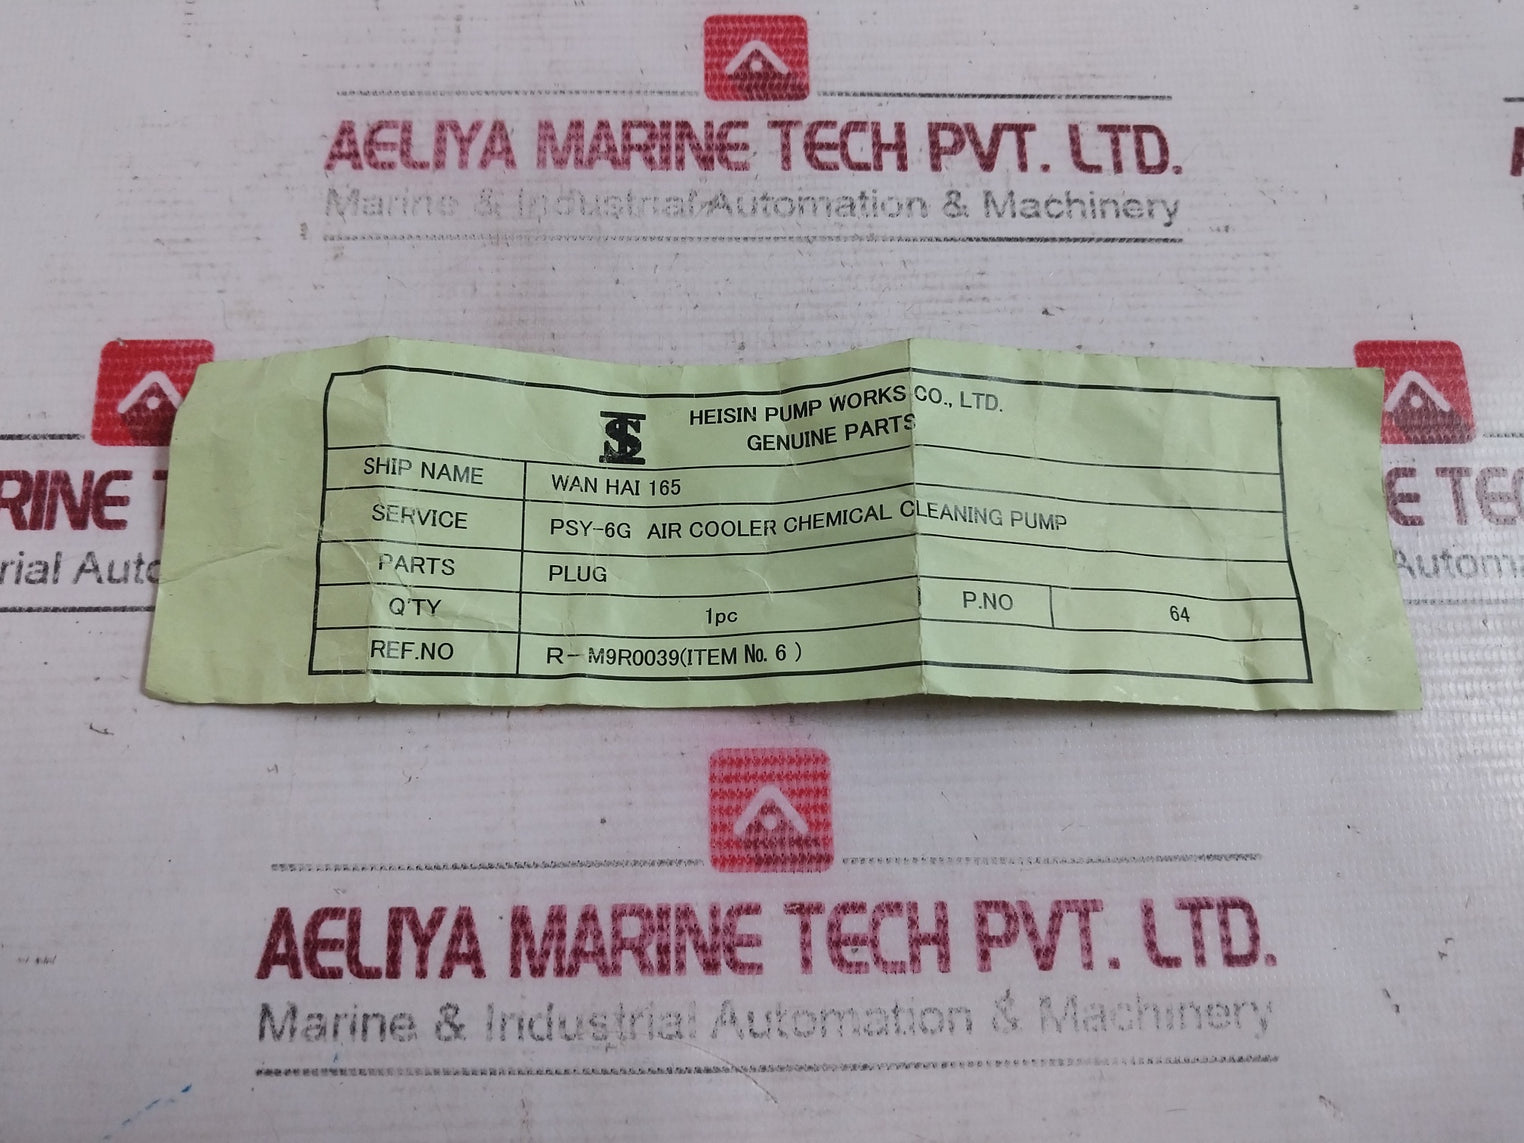 AELIYA MARINE TECH PVT. LTD.
Marine & Industrial Automation & Machinery
HEISIN PUMP WORKS CO., LTD.
GENUINE PARTS
SHIP NAME WAN HAI 165
SERVICE PSY-6G AIR COOLER CHEMICAL CLEANING PUMP
PARTS PLUG
Q'TY 1pc P.NO 64
REF.NO R- M9R0039(ITEM No. 6 )
RINE T
E TEC
rial Auto
Autom
AELIYA MARINE TECH PVT. LTD.
Marine & Industrial Automation & Machinery